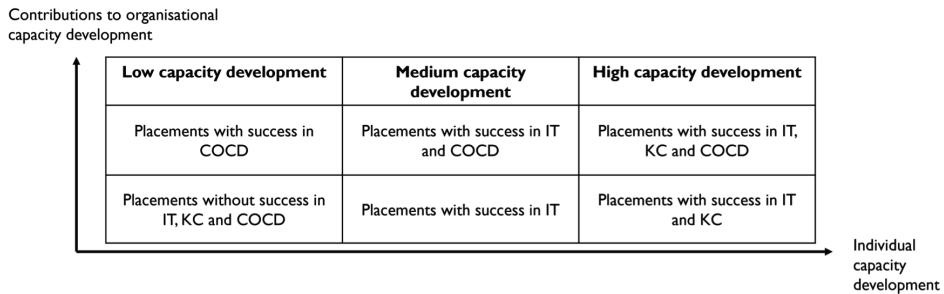 Contributions to organisational
capacity development
Low capacity development
Medium capacity
development
High capacity development
Placements with success in
COCD
Placements with success in IT
and COCD
Placements with success in IT,
KC and COCD
Placements without success in
IT, KC and COCD
Placements with success in IT
Placements with success in IT
and KC
Individual
capacity
development